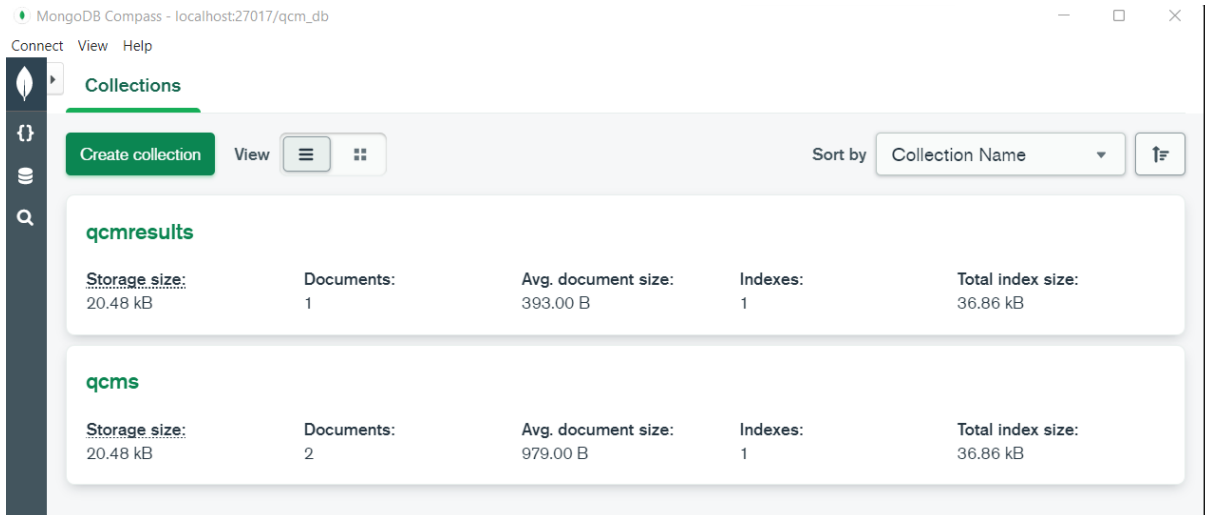 MongoDB Compass - localhost:27017/qcm_db
Connect View Help
Collections
Create collection View Sort by Collection Name
qcmresults
Storage size: Documents: Avg. document size: Indexes: Total index size:
20.48 kB 1 393.00 B 1 36.86 kB
qcms
Storage size: Documents: Avg. document size: Indexes: Total index size:
20.48 kB 2 979.00 B 1 36.86 kB